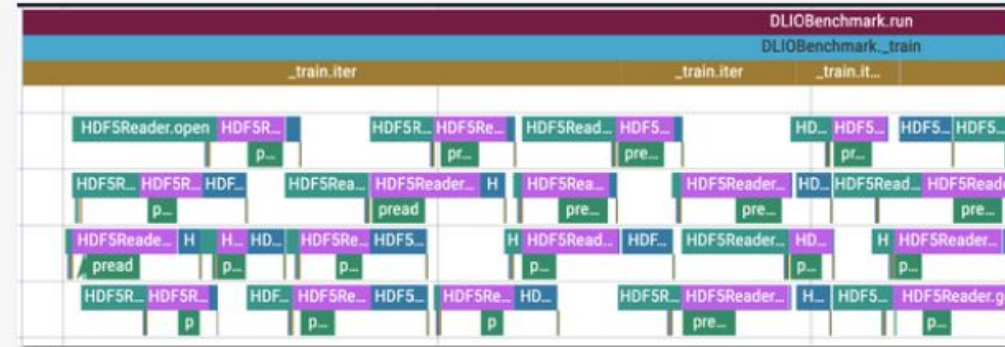 DLIOBenchmark.run
DLIOBenchmark._train
_train.iter _train.iter _train.it...
HDF5Reader.open HDF5R... HDF5R... HDF5Re... HDF5Read... HDF5... HD... HDF5... HDF5... HDF5...
p... pr... pre... pr...
HDF5R... HDF5R... HDF... HDF5Rea... HDF5Reader... H HDF5Rea... HDF5Reader... HD... HDF5Read... HDF5Read
p... pread pre... pre... pre...
HDF5Reade... H H... HD... HDF5Re... HDF5... H HDF5Read... HDF... HDF5Reader... HD... H HDF5Reader...
pread p... p... p... p... p...
HDF5R... HDF5R... HDF... HDF5Re... HDF5... HDF5Re... HD... HDF5R... HDF5Reader... H... HDF5... HDF5Reader.g
p p... p pre... p...